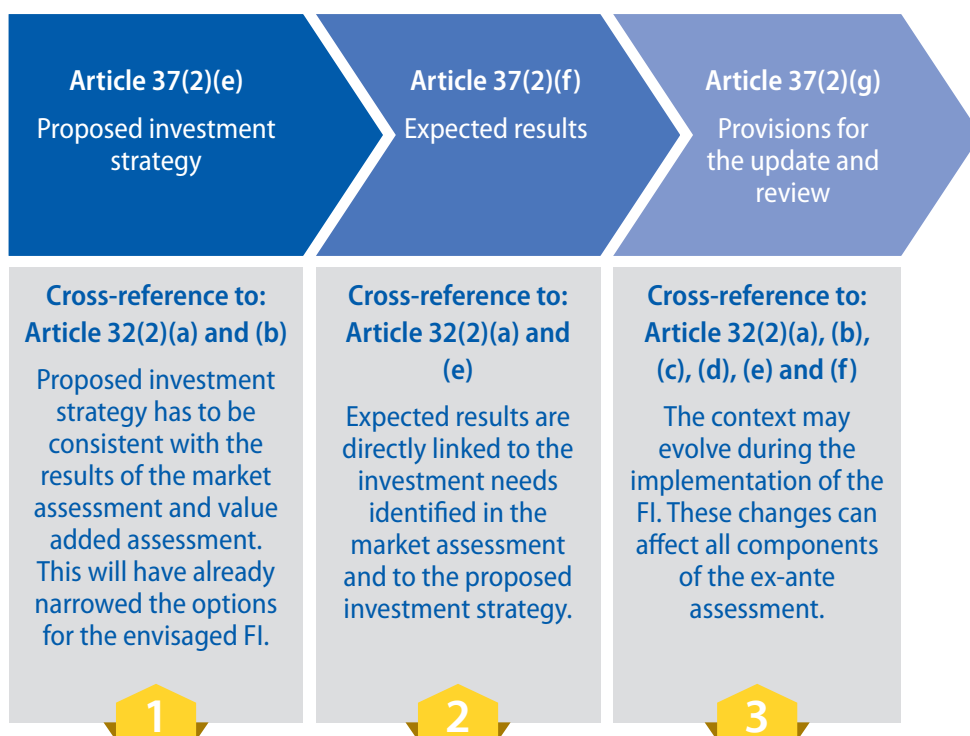 Article 37(2)(e)
Proposed investment
strategy
Article 37(2)(f)
Expected results
Article 37(2)(g)
Provisions for
the update and
review
Cross-reference to:
Article 32(2)(a) and (b)
Proposed investment
strategy has to be
consistent with the
results of the market
assessment and value
added assessment.
This will have already
narrowed the options
for the envisaged FI.
1
Cross-reference to:
Article 32(2)(a) and
(e)
Expected results are
directly linked to the
investment needs
identified in the
market assessment
and to the proposed
investment strategy.
2
Cross-reference to:
Article 32(2)(a), (b),
(c), (d), (e) and (f)
The context may
evolve during the
implementation of the
FI. These changes can
affect all components
of the ex-ante
assessment.
3